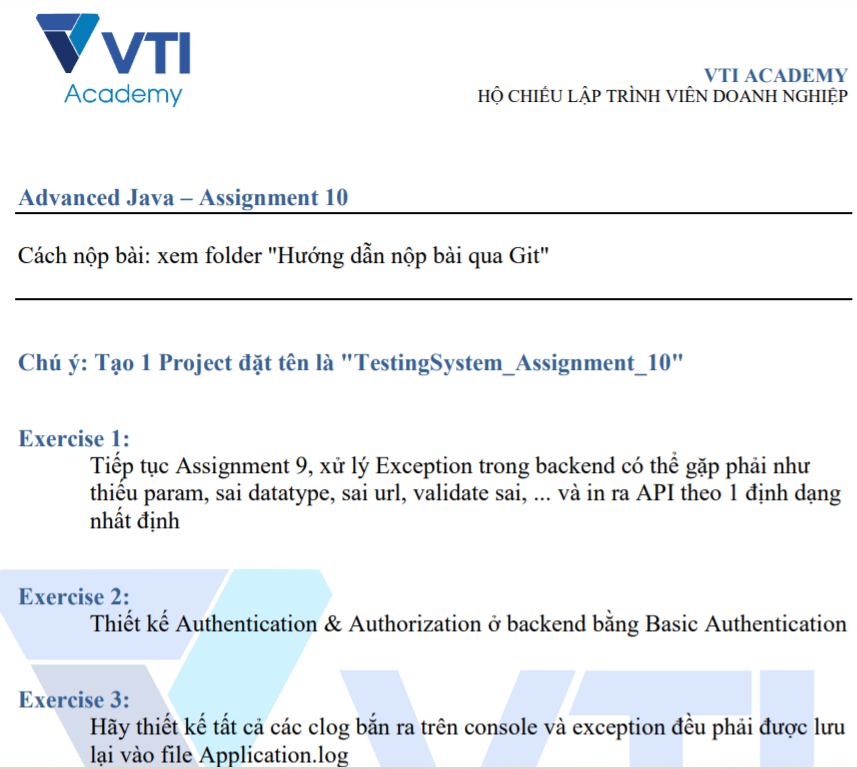 VTI
Academy
VTI ACADEMY
HỘ CHIẾU LẬP TRÌNH VIÊN DOANH NGHIỆP
Advanced Java – Assignment 10
Cách nộp bài: xem folder "Hướng dẫn nộp bài qua Git"
Chú ý: Tạo 1 Project đặt tên là "TestingSystem_Assignment_10"
Exercise 1:
Tiếp tục Assignment 9, xử lý Exception trong backend có thể gặp phải như
thiếu param, sai datatype, sai url, validate sai, ... và in ra API theo 1 định dạng
nhất định
Exercise 2:
Thiết kế Authentication & Authorization ở backend bằng Basic Authentication
Exercise 3:
Hãy thiết kế tất cả các clog bắn ra trên console và exception đều phải được lưu
lại vào file Application.log
VTI